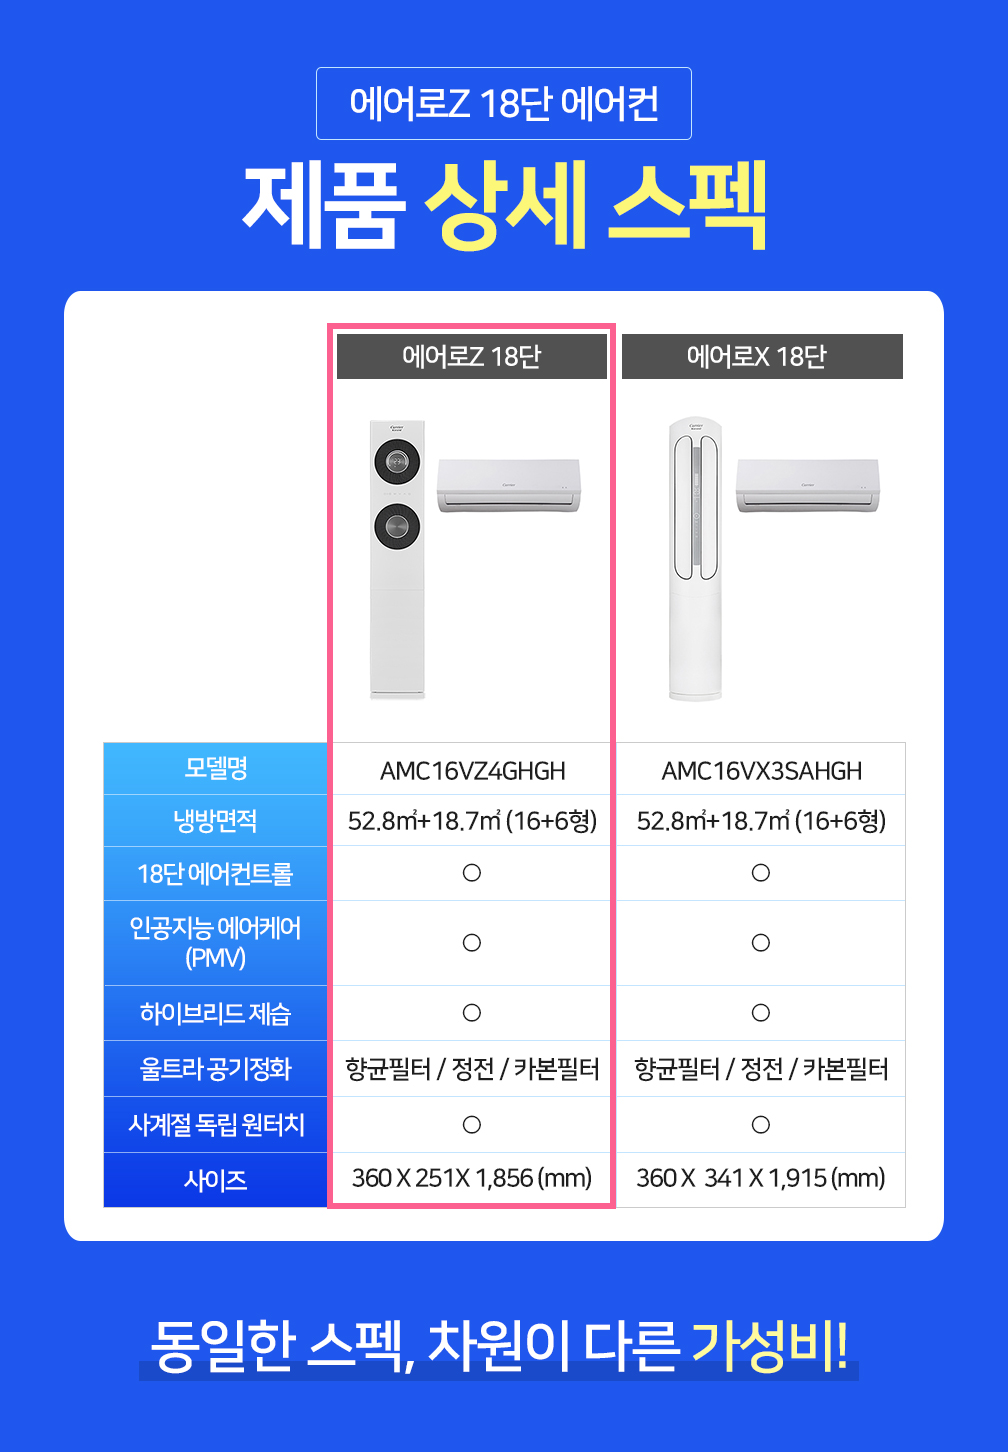 에어로Z 18단 에어컨
제품 상세 스펙
에어로Z 18단
에어로X 18단
Carrier
Carrier
Carrier
Carrier
모델명
AMC16VZ4GHGH
AMC16VX3SAHGH
냉방면적
52.8㎡+18.7㎡ (16+6형)
52.8㎡+18.7㎡ (16+6형)
18단 에어컨트롤
○
○
인공지능 에어케어
(PMV)
○
○
하이브리드 제습
○
○
울트라 공기정화
향균필터 / 정전 / 카본필터
향균필터 / 정전 / 카본필터
사계절 독립 원터치
○
○
사이즈
360 X 251X 1,856 (mm)
360 X 341 X 1,915 (mm)
동일한 스펙, 차원이 다른 가성비!